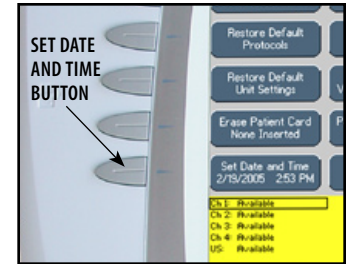 SET DATE
AND TIME
BUTTON
Restore Default
Protocols
Restore Default
Unit Settings
Erase Patient Card
None Inserted
Set Date and Time
2/19/2005 2:53 PM
Ch 1: Available
Ch 2: Available
Ch 3: Available
Ch 4: Available
US: Available